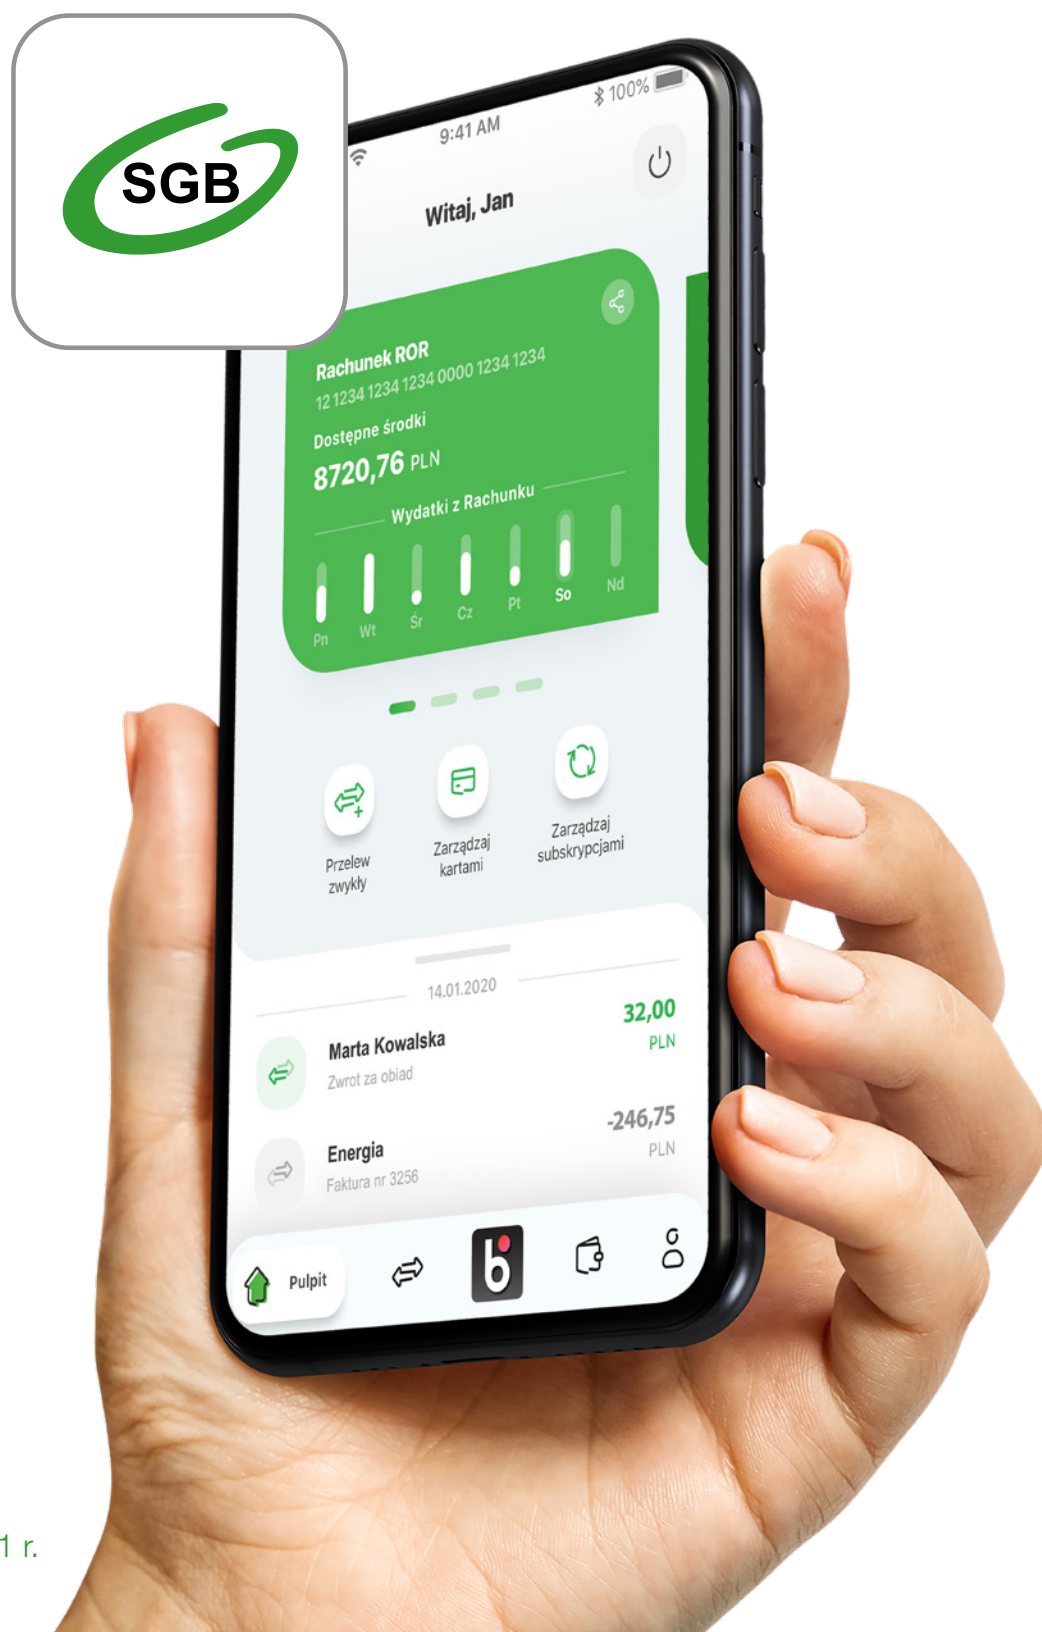 SGB
9:41 AM
100%
Witaj, Jan
Rachunek ROR
12 1234 1234 1234 0000 1234 1234
Dostępne środki
8720,76 PLN
Wydatki z Rachunku
Pn Wt Śr Cz Pt So Nd
Przelew
zwykły
Zarządzaj
kartami
Zarządzaj
subskrypcjami
14.01.2020
Marta Kowalska
32,00
Zwrot za obiad
PLN
Energia
-246,75
Faktura nr 3256
PLN
Pulpit
b
1 r.